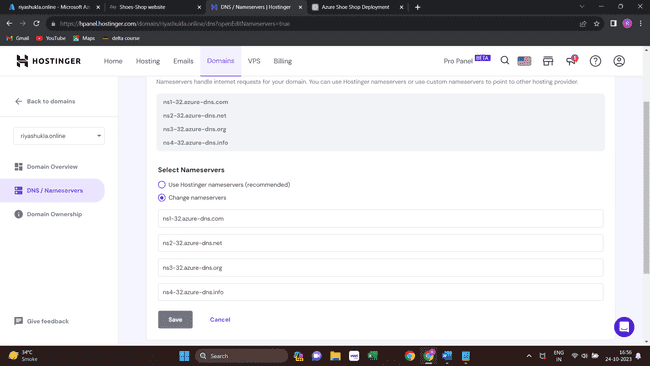 riyashukla.online - Microsoft Az
Shoes-Shop website
DNS / Nameservers | Hostinger
Azure Shoe Shop Deployment
https://hpanel.hostinger.com/domain/riyashukla.online/dns?openEditNameservers=true
Gmail
YouTube
Maps
delta course
HOSTINGER
Home
Hosting
Emails
Domains
VPS
Billing
Pro Panel BETA
Nameservers handle internet requests for your domain. You can use Hostinger nameservers or use custom nameservers to point to other hosting provider.
Back to domains
ns1-32.azure-dns.com
ns2-32.azure-dns.net
ns3-32.azure-dns.org
ns4-32.azure-dns.info
riyashukla.online
Domain Overview
DNS / Nameservers
Domain Ownership
Select Nameservers
Use Hostinger nameservers (recommended)
Change nameservers
ns1-32.azure-dns.com
ns2-32.azure-dns.net
ns3-32.azure-dns.org
ns4-32.azure-dns.info
Save
Cancel
Give feedback
34°C
Smoke
Search
ENG
IN
16:56
24-10-2023